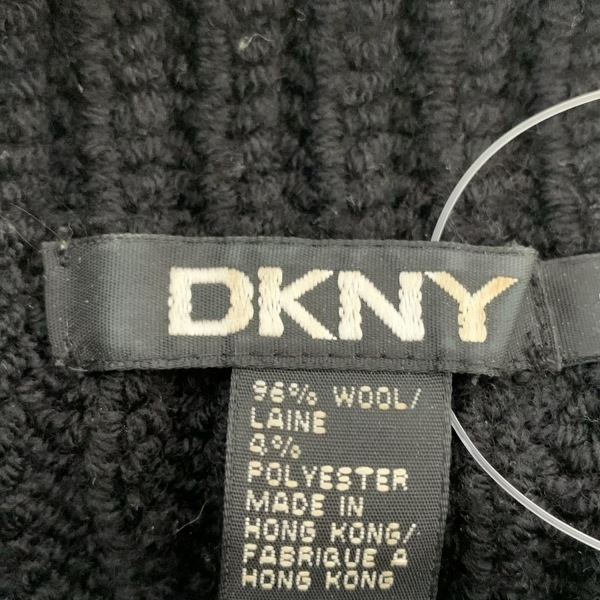 DKNY
96% WOOL/
LAINE
4%
POLYESTER
MADE IN
HONG KONG/
FABRIQUE A
HONG KONG